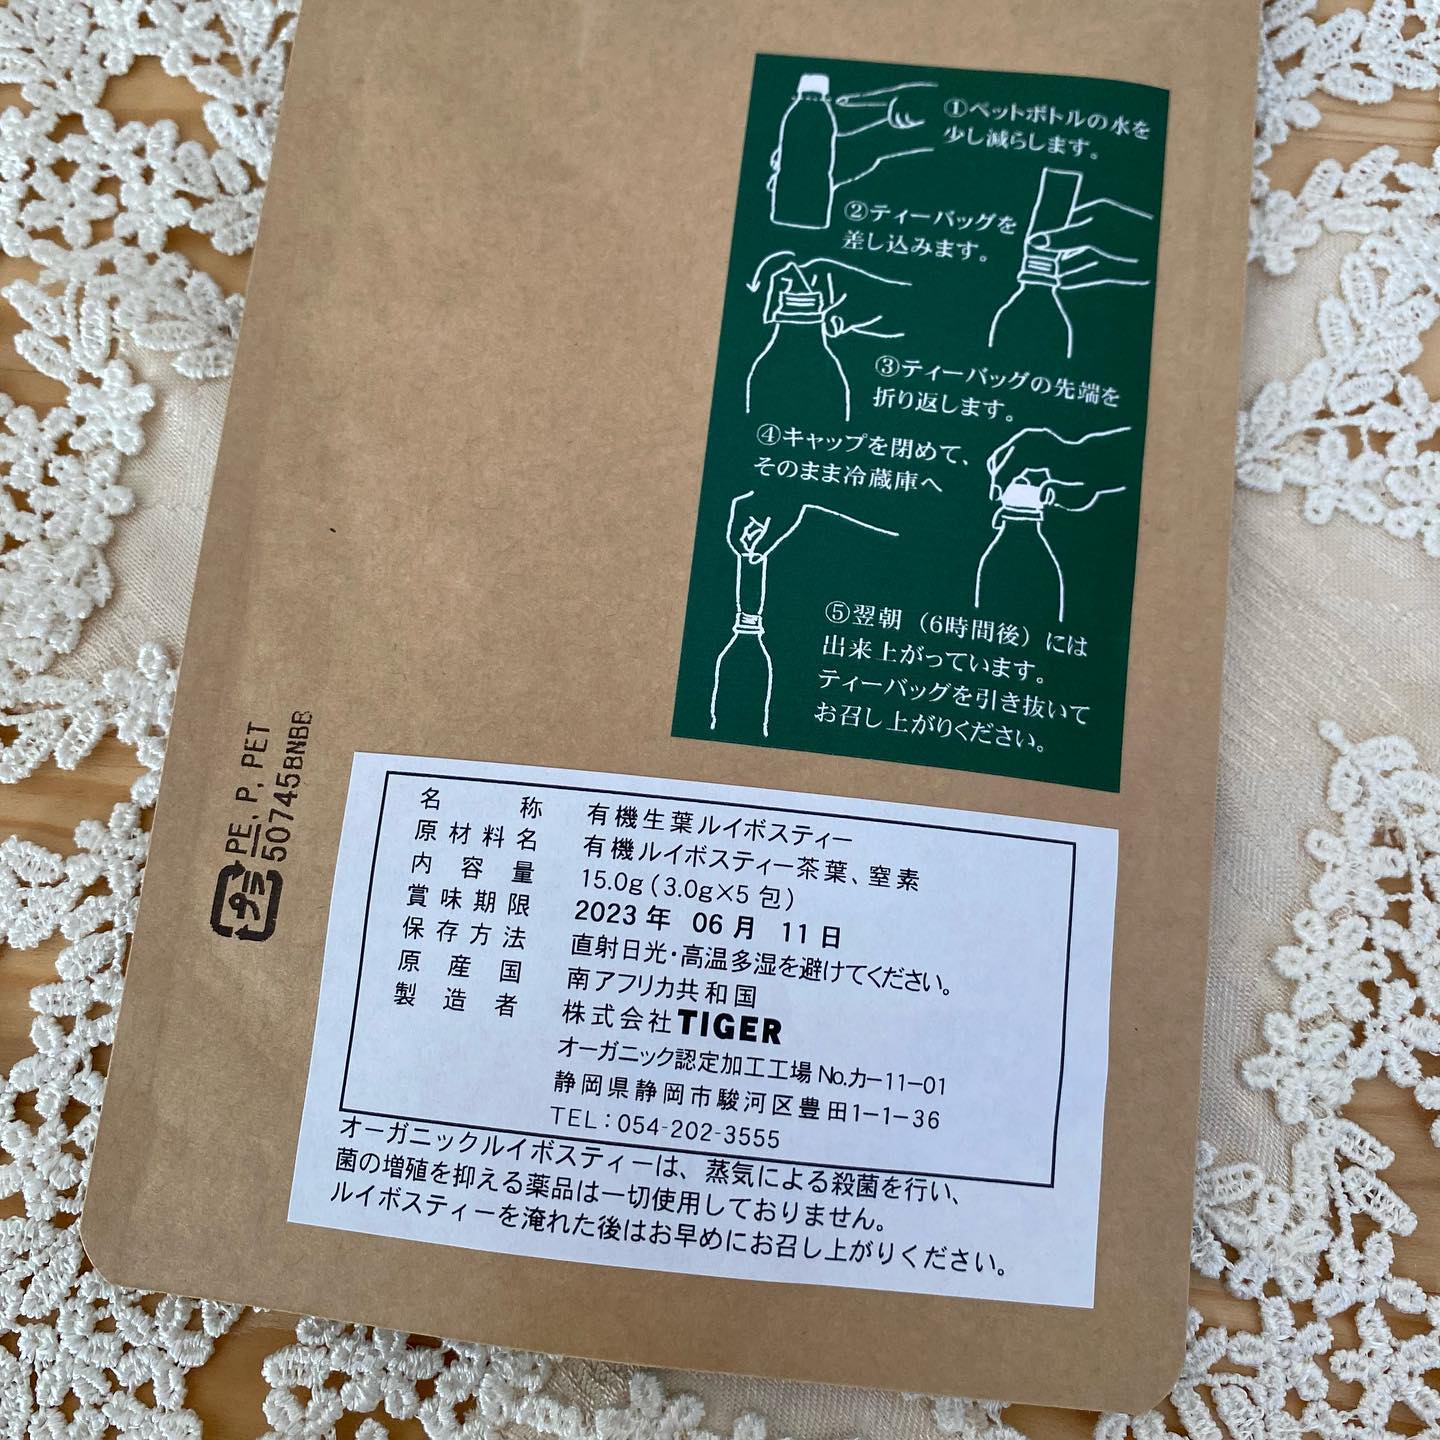 ①ペットボトルの水を
少し減らします。
②ティーバッグを
差し込みます。
③ティーバッグの先端を
折り返します。
④キャップを閉めて、
そのまま冷蔵庫へ
⑤翌朝（6時間後）には
出来上がっています。
ティーバッグを引き抜いて
お召し上がりください。
プラ
PE, P, PET
50745BNBB
名称 有機生葉ルイボスティー
原材料名 有機ルイボスティー茶葉、窒素
内容量 15.0g(3.0g×5包)
賞味期限 2023年 06月 11日
保存方法 直射日光・高温多湿を避けてください。
原産国 南アフリカ共和国
製造者 株式会社TIGER
オーガニック認定加工工場No.カー11-01
静岡県静岡市駿河区豊田1-1-36
TEL：054-202-3555
オーガニックルイボスティーは、蒸気による殺菌を行い、
菌の増殖を抑える薬品は一切使用しておりません。
ルイボスティーを淹れた後はお早めにお召し上がりください。